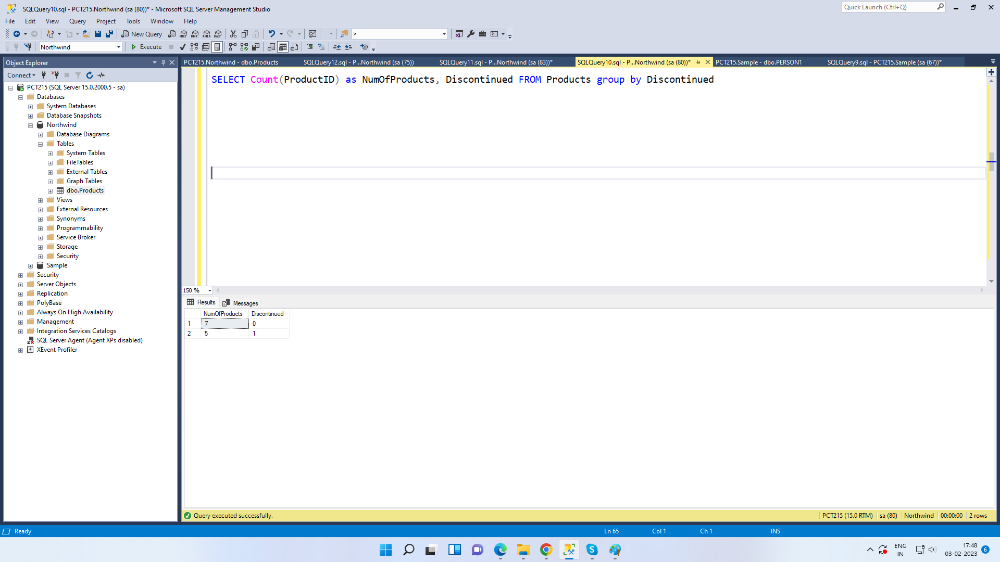 SQLQuery10.sql - PCT215.Northwind (sa (80))* - Microsoft SQL Server Management Studio
Quick Launch (Ctrl+Q)
File Edit View Query Project Tools Window Help
New Query MDX DMX XMLA DAX >
Northwind Execute
Object Explorer
PCT215.Northwind - dbo.Products SQLQuery12.sql - P...Northwind (sa (75)) SQLQuery11.sql - P...Northwind (sa (83))* SQLQuery10.sql - P...Northwind (sa (80))* PCT215.Sample - dbo.PERSON1 SQLQuery9.sql - PCT215.Sample (sa (67))*
Connect
PCT215 (SQL Server 15.0.2000.5 - sa)
Databases
System Databases
Database Snapshots
Northwind
Database Diagrams
Tables
System Tables
FileTables
External Tables
Graph Tables
dbo.Products
Views
External Resources
Synonyms
Programmability
Service Broker
Storage
Security
Sample
Security
Server Objects
Replication
PolyBase
Always On High Availability
Management
Integration Services Catalogs
SQL Server Agent (Agent XPs disabled)
XEvent Profiler
SELECT Count(ProductID) as NumOfProducts, Discontinued FROM Products group by Discontinued
150 %
Results Messages
NumOfProducts Discontinued
1 7 0
2 5 1
Query executed successfully. PCT215 (15.0 RTM) sa (80) Northwind 00:00:00 2 rows
Ready Ln 65 Col 1 Ch 1 INS
ENG
IN
17:48
03-02-2023
6